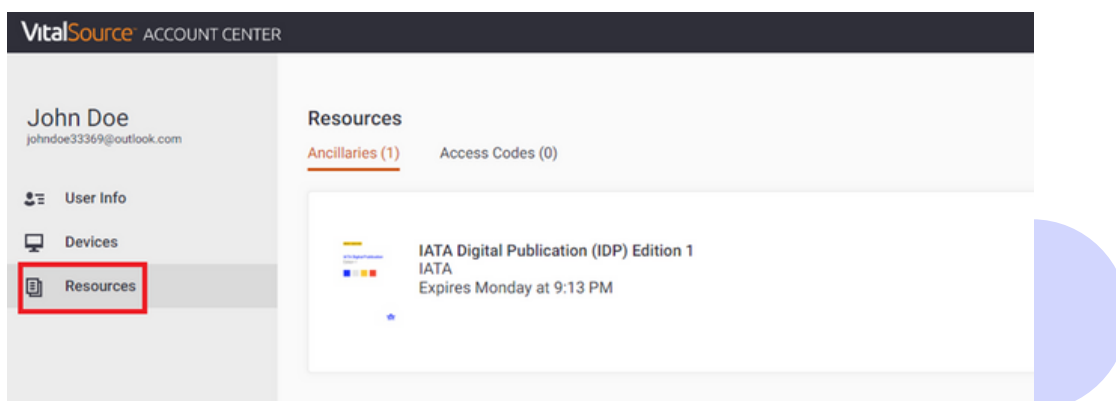 VitalSource ACCOUNT CENTER
John Doe
johndoe33369@outlook.com
User Info
Devices
Resources
Resources
Ancillaries (1) Access Codes (0)
IATA Digital Publication (IDP) Edition 1
IATA
Expires Monday at 9:13 PM